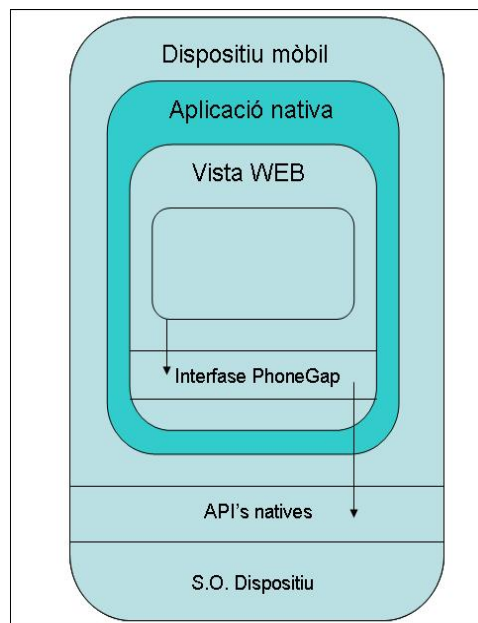 Dispositiu mòbil
Aplicació nativa
Vista WEB
Interfase PhoneGap
API's natives
S.O. Dispositiu